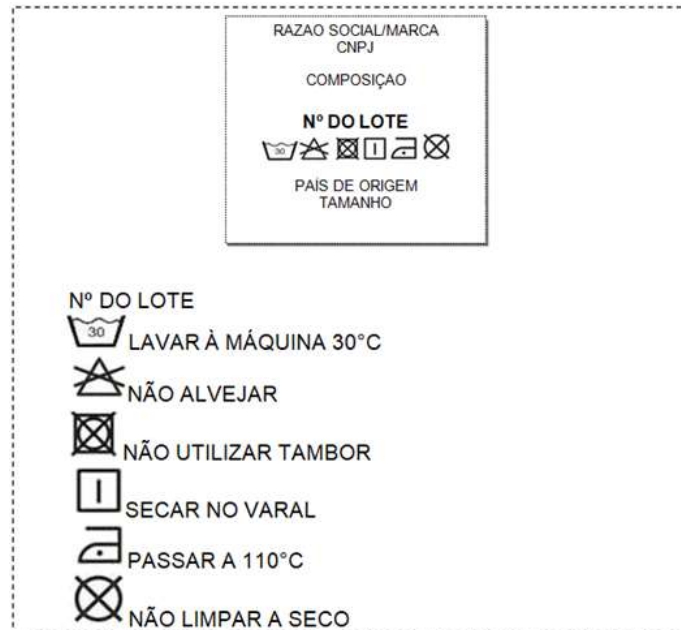 RAZAO SOCIAL/MARCA
CNPJ
COMPOSIÇAO
Nº DO LOTE
30
PAÍS DE ORIGEM
TAMANHO
Nº DO LOTE
30 LAVAR À MÁQUINA 30°C
NÃO ALVEJAR
NÃO UTILIZAR TAMBOR
SECAR NO VARAL
PASSAR A 110°C
NÃO LIMPAR A SECO